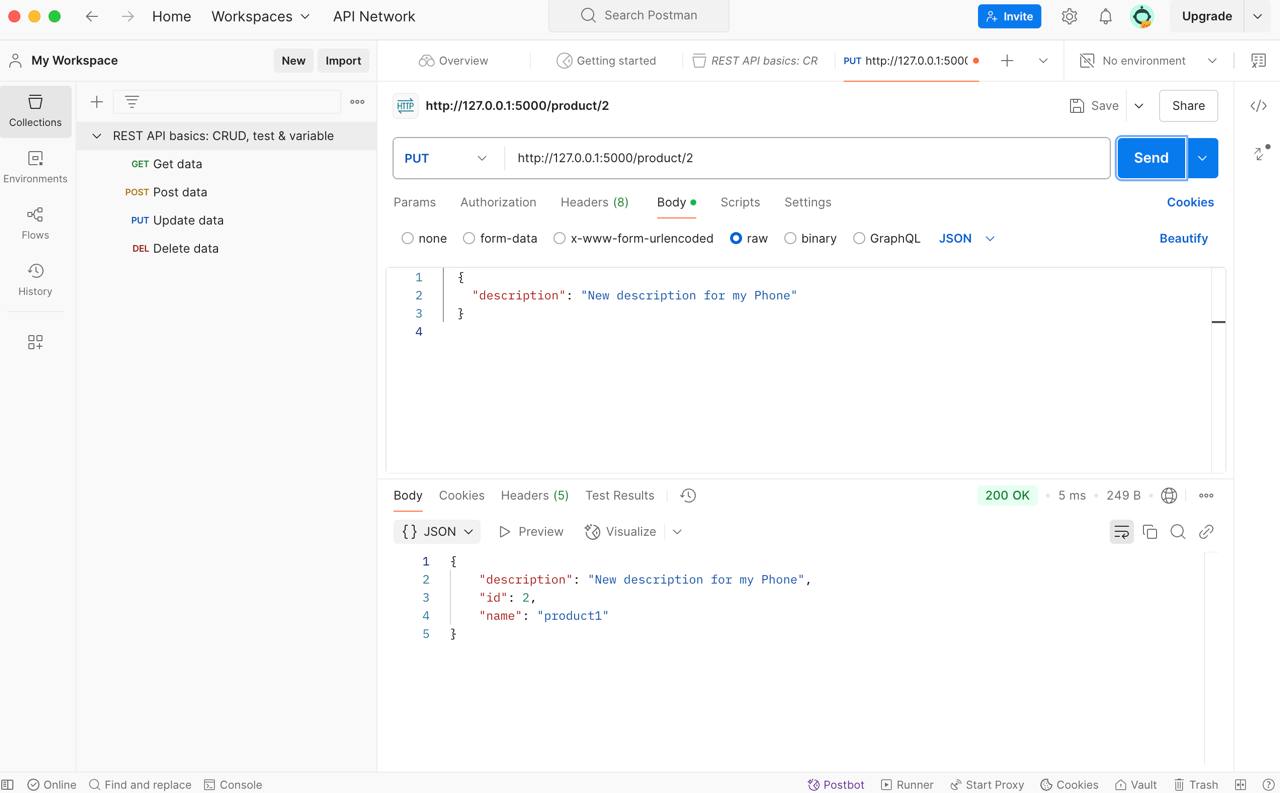 Home Workspaces API Network Search Postman Invite Upgrade
My Workspace New Import Overview Getting started REST API basics: CR PUT http://127.0.0.1:5000 No environment
Collections
Environments
Flows
History
REST API basics: CRUD, test & variable
GET Get data
POST Post data
PUT Update data
DEL Delete data
HTTP http://127.0.0.1:5000/product/2 Save Share
PUT http://127.0.0.1:5000/product/2 Send
Params Authorization Headers (8) Body Scripts Settings Cookies
none form-data x-www-form-urlencoded raw binary GraphQL JSON Beautify
1 {
2 "description": "New description for my Phone"
3 }
4
Body Cookies Headers (5) Test Results 200 OK • 5 ms • 249 B •
{} JSON Preview Visualize
1 {
2 "description": "New description for my Phone",
3 "id": 2,
4 "name": "product1"
5 }
Online Find and replace Console Postbot Runner Start Proxy Cookies Vault Trash